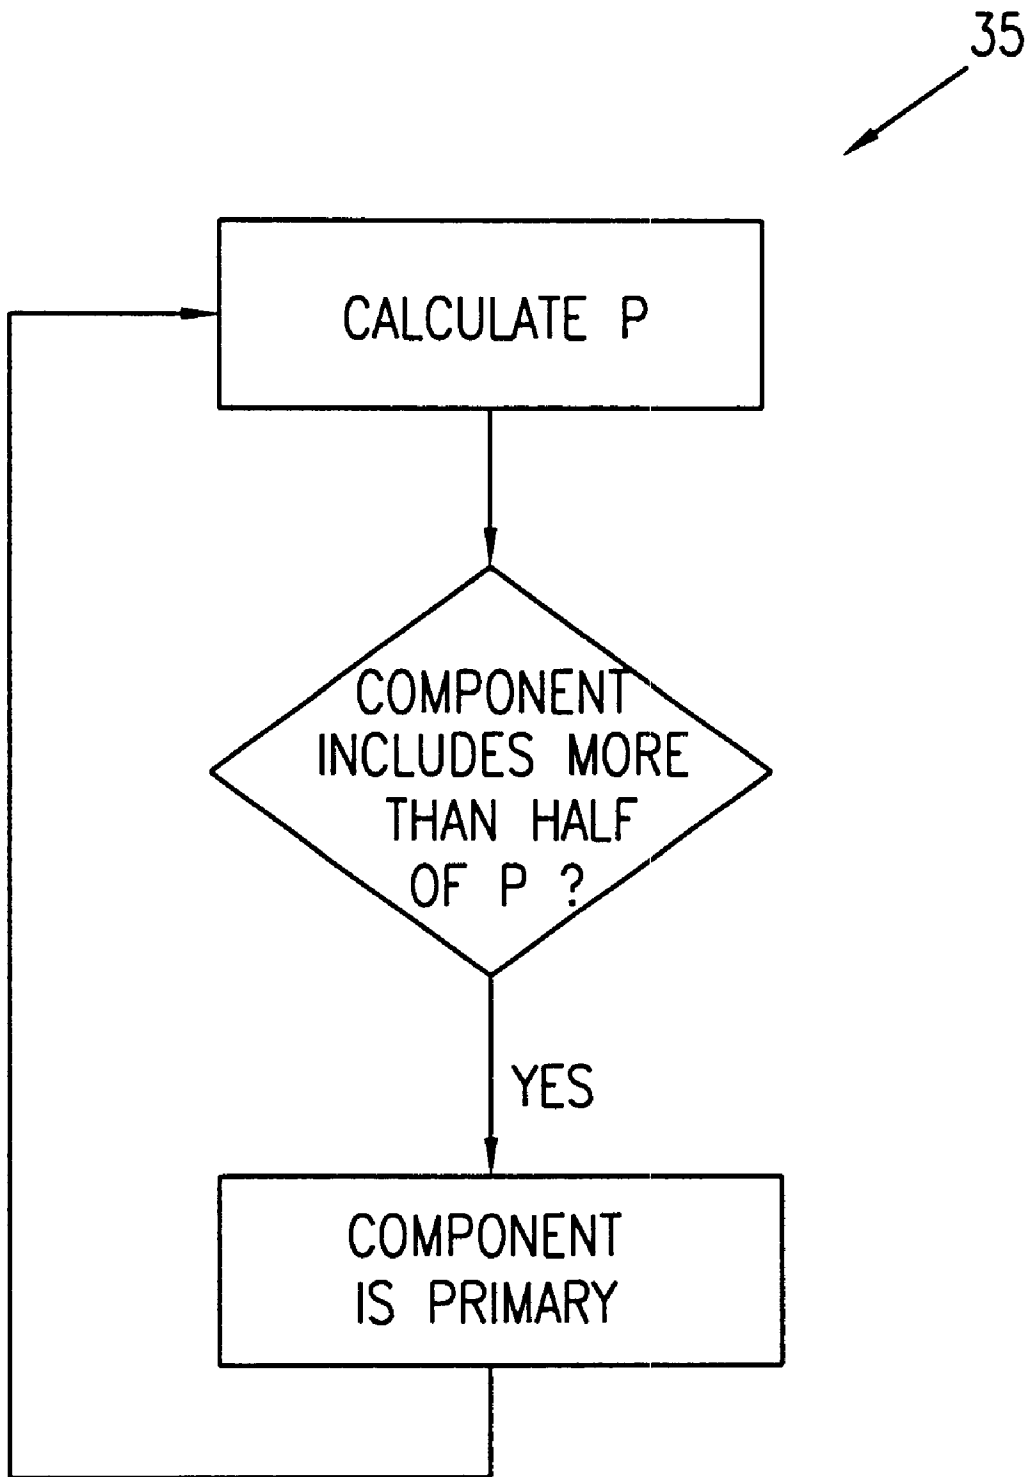 35
CALCULATE P
COMPONENT
INCLUDES MORE
THAN HALF
OF P ?
YES
COMPONENT
IS PRIMARY